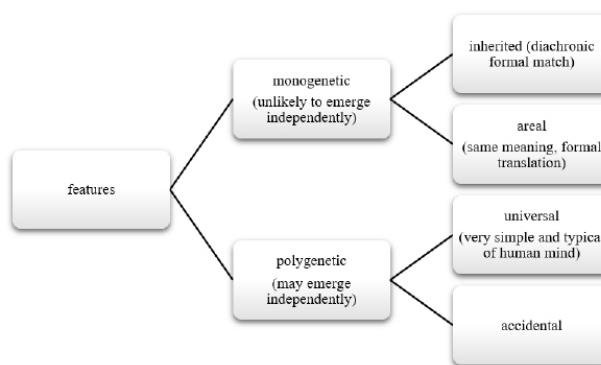 features
monogenetic
(unlikely to emerge
independently)
inherited (diachronic
formal match)
areal
(same meaning, formal
translation)
polygenetic
(may emerge
independently)
universal
(very simple and typical
of human mind)
accidental